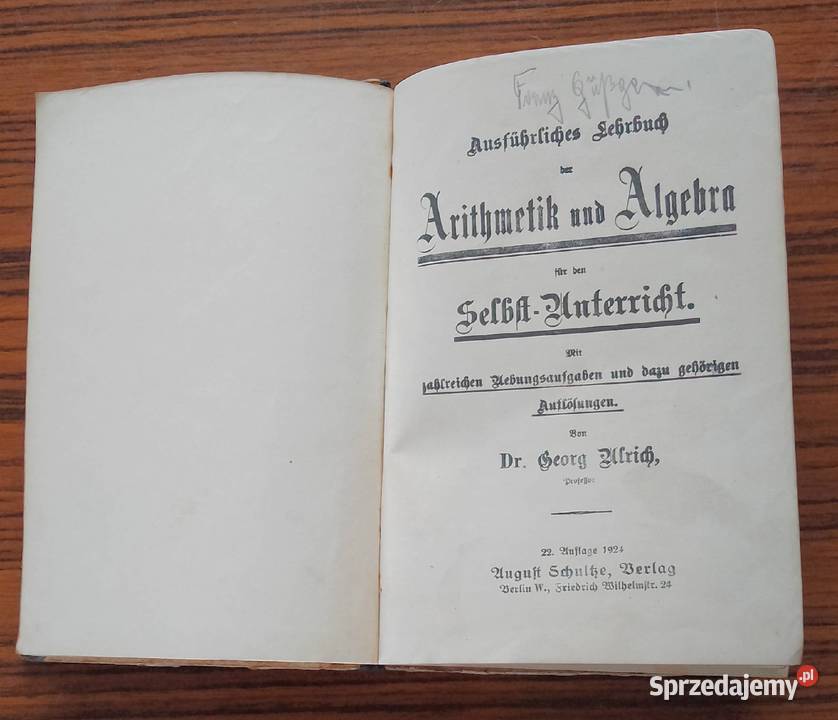 Franz
Ausführliches Lehrbuch
der
Arithmetik und Algebra
für den
Selbst-Unterricht.
Mit
zahlreichen Uebungsaufgaben und dazu gehörigen
Auflösungen.
Von
Dr. Georg Ulrich,
Professor
22. Auflage 1924
August Schultze, Verlag
Berlin W., Friedrich Wilhelmstr. 24
Sprzedajemy.pl